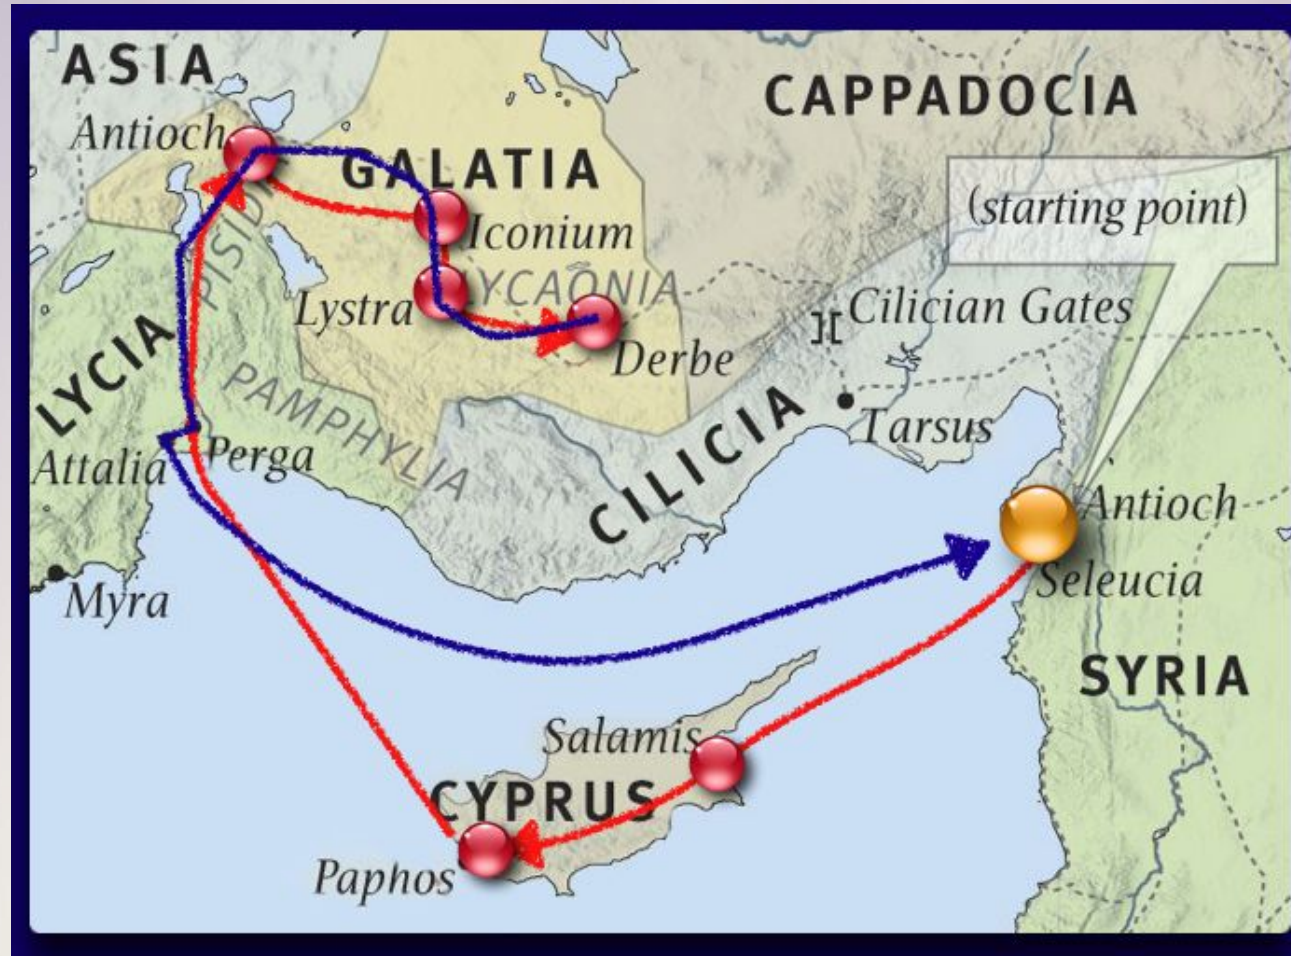 ASIA
CAPPADOCIA
Antioch
GALATIA
(starting point)
PISIDIA
Iconium
LYCAONIA
Lystra
Cilician Gates
Derbe
LYCIA
PAMPHYLIA
CILICIA
Tarsus
Perga
Attalia
Antioch
Seleucia
Myra
SYRIA
Salamis
CYPRUS
Paphos